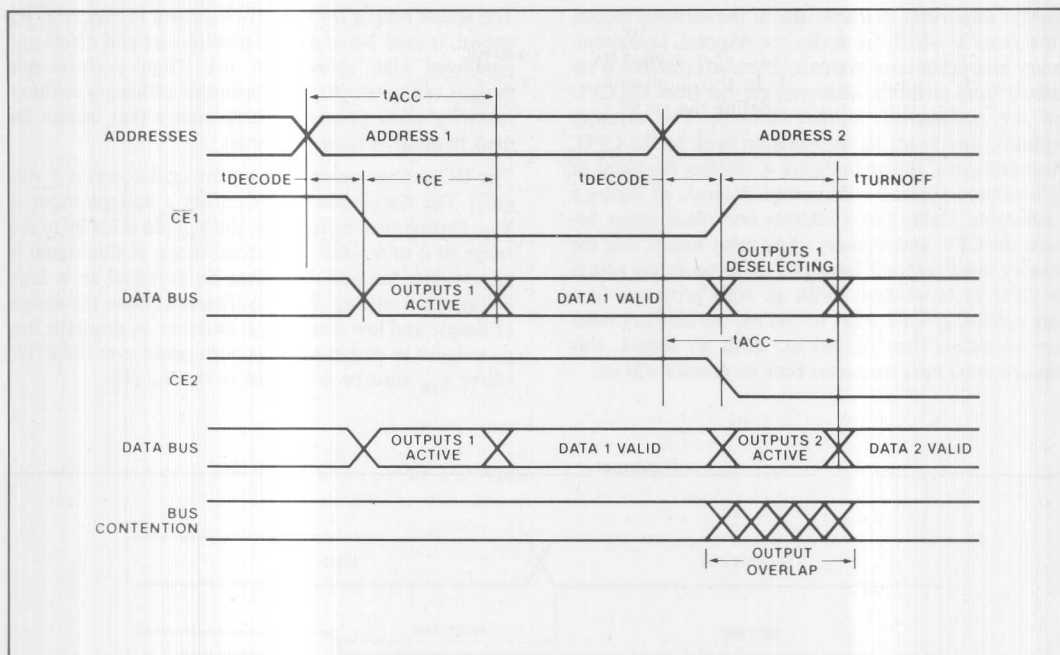 tACC
ADDRESSES
ADDRESS 1
ADDRESS 2
tDECODE
tCE
tDECODE
tTURNOFF
CE1
OUTPUTS 1
DESELECTING
DATA BUS
OUTPUTS 1
ACTIVE
DATA 1 VALID
tACC
CE2
DATA BUS
OUTPUTS 1
ACTIVE
DATA 1 VALID
OUTPUTS 2
ACTIVE
DATA 2 VALID
BUS
CONTENTION
OUTPUT
OVERLAP